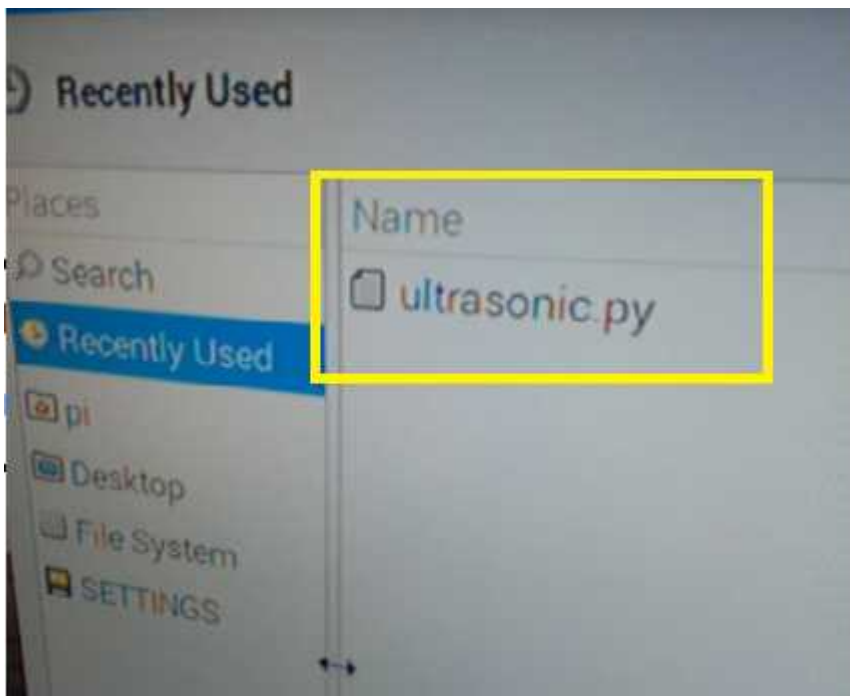 Recently Used
Places
Search
Recently Used
pi
Desktop
File System
SETTINGS
Name
ultrasonic.py